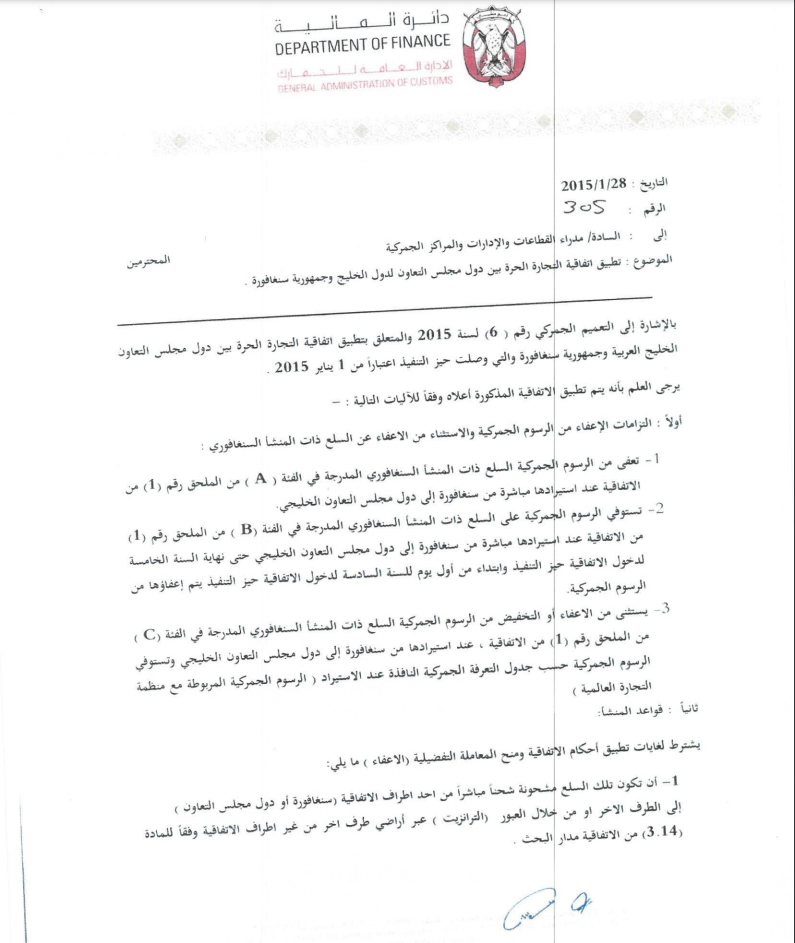 دائرة المالية
DEPARTMENT OF FINANCE
الإدارة العامة للجمارك
GENERAL ADMINISTRATION OF CUSTOMS
التاريخ : 2015/1/28
الرقم : 305
إلى : السادة/ مدراء القطاعات والإدارات والمراكز الجمركية المحترمين
الموضوع : تطبيق اتفاقية التجارة الحرة بين دول مجلس التعاون لدول الخليج وجمهورية سنغافورة .
بالإشارة إلى التعميم الجمركي رقم ( 6) لسنة 2015 والمتعلق بتطبيق اتفاقية التجارة الحرة بين دول مجلس التعاون
الخليج العربية وجمهورية سنغافورة والتي وصلت حيز التنفيذ اعتباراً من 1 يناير 2015 .
يرجى العلم بأنه يتم تطبيق الاتفاقية المذكورة أعلاه وفقاً للآليات التالية : –
أولاً : التزامات الإعفاء من الرسوم الجمركية والاستثناء من الاعفاء عن السلع ذات المنشأ السنغافوري :
1- تعفى من الرسوم الجمركية السلع ذات المنشأ السنغافوري المدرجة في الفئة ( A ) من الملحق رقم (1) من
الاتفاقية عند استيرادها مباشرة من سنغافورة إلى دول مجلس التعاون الخليجي.
2- تستوفي الرسوم الجمركية على السلع ذات المنشأ السنغافوري المدرجة في الفئة (B ) من الملحق رقم (1)
من الاتفاقية عند استيرادها مباشرة من سنغافورة إلى دول مجلس التعاون الخليجي حتى نهاية السنة الخامسة
لدخول الاتفاقية حيز التنفيذ وابتداء من أول يوم للسنة السادسة لدخول الاتفاقية حيز التنفيذ يتم إعفاؤها من
الرسوم الجمركية.
3- يستثنى من الاعفاء أو التخفيض من الرسوم الجمركية السلع ذات المنشأ السنغافوري المدرجة في الفئة (C )
من الملحق رقم (1) من الاتفاقية ، عند استيرادها من سنغافورة إلى دول مجلس التعاون الخليجي وتستوفي
الرسوم الجمركية حسب جدول التعرفة الجمركية النافذة عند الاستيراد ( الرسوم الجمركية المربوطة مع منظمة
التجارة العالمية )
ثانياً : قواعد المنشأ:
يشترط لغايات تطبيق أحكام الاتفاقية ومنح المعاملة التفضيلية (الاعفاء ) ما يلي:
1– أن تكون تلك السلع مشحونة شحناً مباشراً من احد اطراف الاتفاقية (سنغافورة أو دول مجلس التعاون )
إلى الطرف الاخر او من خلال العبور (الترانزيت ) عبر أراضي طرف اخر من غير اطراف الاتفاقية وفقاً للمادة
(3.14) من الاتفاقية مدار البحث .